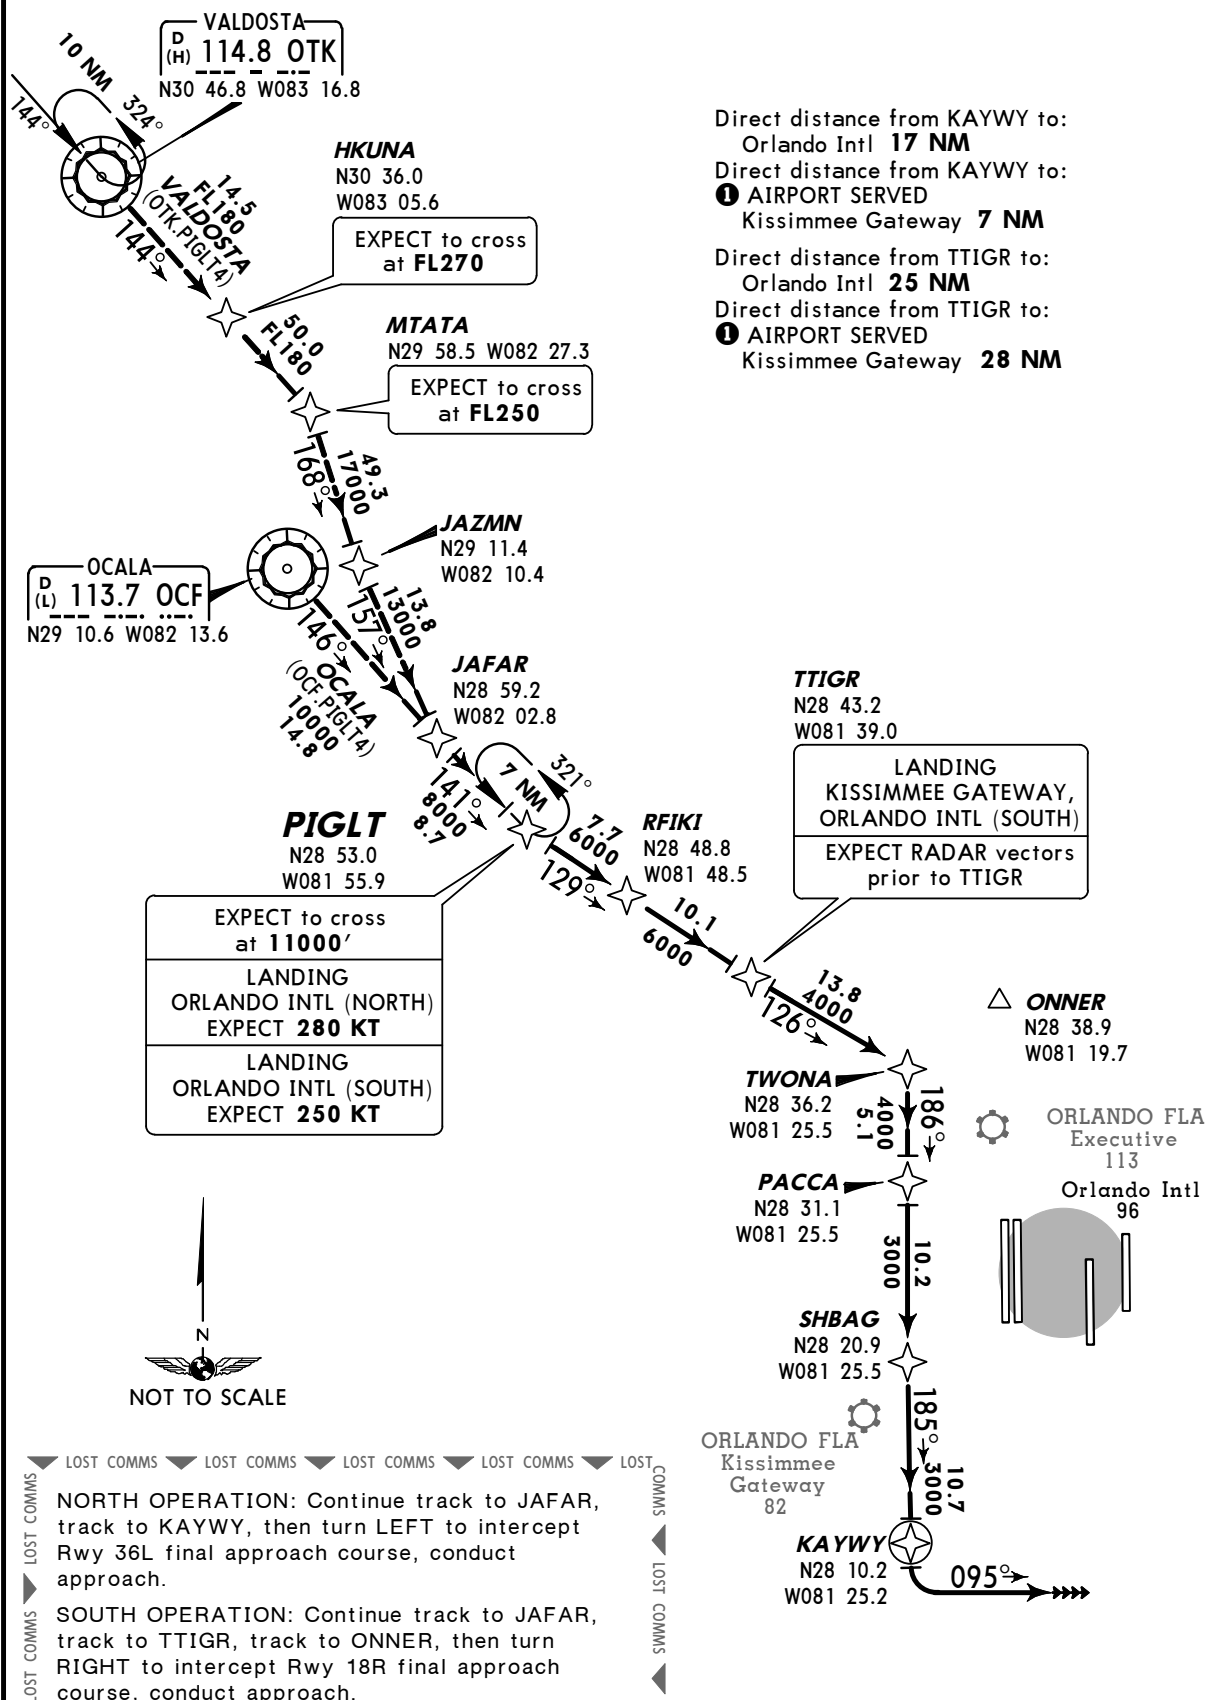 VALDOSTA
D
(H) 114.8 OTK
N30 46.8 W083 16.8
10 NM
144°
324°
14.5
FL180
VALDOSTA
(OTK.PIGLT4)
144°
HKUNA
N30 36.0
W083 05.6
EXPECT to cross
at FL270
Direct distance from KAYWY to:
Orlando Intl 17 NM
Direct distance from KAYWY to:
1 AIRPORT SERVED
Kissimmee Gateway 7 NM
Direct distance from TTIGR to:
Orlando Intl 25 NM
Direct distance from TTIGR to:
1 AIRPORT SERVED
Kissimmee Gateway 28 NM
50.0
FL180
MTATA
N29 58.5 W082 27.3
EXPECT to cross
at FL250
49.3
17000
168°
JAZMN
N29 11.4
W082 10.4
OCALA
D
(L) 113.7 OCF
N29 10.6 W082 13.6
13.8
13000
157°
146°
OCALA
(OCF.PIGLT4)
10000
14.8
JAFAR
N28 59.2
W082 02.8
141°
8000
8.7
7 NM
321°
PIGLT
N28 53.0
W081 55.9
EXPECT to cross
at 11000'
LANDING
ORLANDO INTL (NORTH)
EXPECT 280 KT
LANDING
ORLANDO INTL (SOUTH)
EXPECT 250 KT
7.7
6000
129°
RFIKI
N28 48.8
W081 48.5
10.1
6000
TTIGR
N28 43.2
W081 39.0
LANDING
KISSIMMEE GATEWAY,
ORLANDO INTL (SOUTH)
EXPECT RADAR vectors
prior to TTIGR
13.8
4000
126°
ONNER
N28 38.9
W081 19.7
TWONA
N28 36.2
W081 25.5
186°
4000
5.1
ORLANDO FLA
Executive
113
PACCA
N28 31.1
W081 25.5
Orlando Intl
96
10.2
3000
SHBAG
N28 20.9
W081 25.5
N
NOT TO SCALE
185°
10.7
3000
ORLANDO FLA
Kissimmee
Gateway
82
KAYWY
N28 10.2
W081 25.2
095°
LOST COMMS LOST COMMS LOST COMMS LOST COMMS LOST
COMMS LOST COMMS
LOST COMMS LOST COMMS
NORTH OPERATION: Continue track to JAFAR,
track to KAYWY, then turn LEFT to intercept
Rwy 36L final approach course, conduct
approach.
SOUTH OPERATION: Continue track to JAFAR,
track to TTIGR, track to ONNER, then turn
RIGHT to intercept Rwy 18R final approach
course, conduct approach.